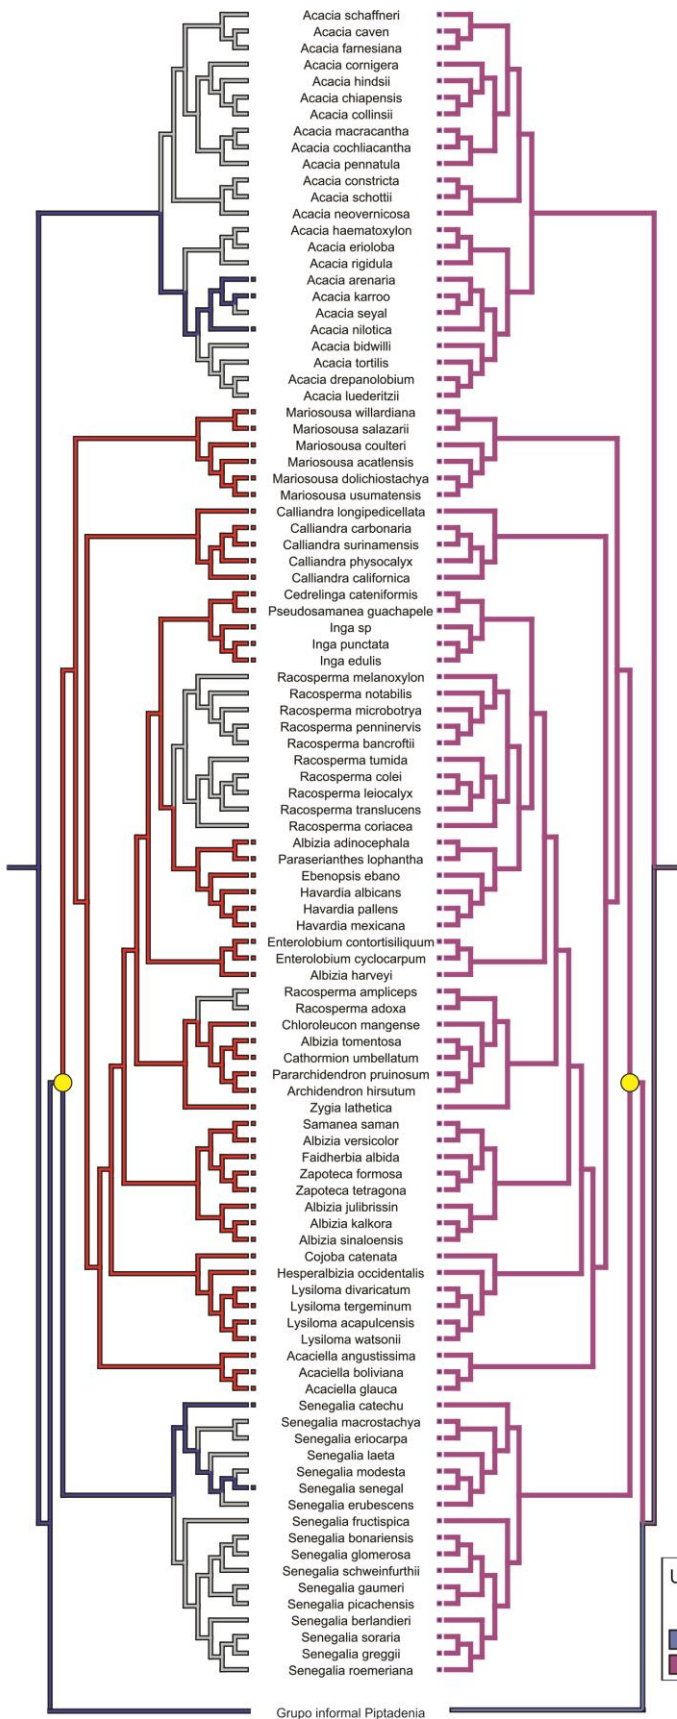 Acacia schaffneri
Acacia caven
Acacia farnesiana
Acacia cornigera
Acacia hindsii
Acacia chiapensis
Acacia collinsii
Acacia macracantha
Acacia cochliacantha
Acacia pennatula
Acacia constricta
Acacia schottii
Acacia neovernicosa
Acacia haematoxylon
Acacia erioloba
Acacia rigidula
Acacia arenaria
Acacia karroo
Acacia seyal
Acacia nilotica
Acacia bidwilli
Acacia tortilis
Acacia drepanolobium
Acacia luederitzii
Mariosousa willardiana
Mariosousa salazarii
Mariosousa coulteri
Mariosousa acatlensis
Mariosousa dolichiostachya
Mariosousa usumatensis
Calliandra longipedicellata
Calliandra carbonaria
Calliandra surinamensis
Calliandra physocalyx
Calliandra californica
Cedrelinga cateniformis
Pseudosamanea guachapele
Inga sp
Inga punctata
Inga edulis
Racosperma melanoxylon
Racosperma notabilis
Racosperma microbotrya
Racosperma penninervis
Racosperma bancroftii
Racosperma tumida
Racosperma colei
Racosperma leiocalyx
Racosperma translucens
Racosperma coriacea
Albizia adinocephala
Paraserianthes lophantha
Ebenopsis ebano
Havardia albicans
Havardia pallens
Havardia mexicana
Enterolobium contortisiliquum
Enterolobium cyclocarpum
Albizia harveyi
Racosperma ampliceps
Racosperma adoxa
Chloroleucon mangense
Albizia tomentosa
Cathormion umbellatum
Pararchidendron pruinosum
Archidendron hirsutum
Zygia lathetica
Samanea saman
Albizia versicolor
Faidherbia albida
Zapoteca formosa
Zapoteca tetragona
Albizia julibrissin
Albizia kalkora
Albizia sinaloensis
Cojoba catenata
Hesperalbizia occidentalis
Lysiloma divaricatum
Lysiloma tergeminum
Lysiloma acapulcensis
Lysiloma watsonii
Acaciella angustissima
Acaciella boliviana
Acaciella glauca
Senegalia catechu
Senegalia macrostachya
Senegalia eriocarpa
Senegalia laeta
Senegalia modesta
Senegalia senegal
Senegalia erubescens
Senegalia fructispica
Senegalia bonariensis
Senegalia glomerosa
Senegalia schweinfurthii
Senegalia gaumeri
Senegalia picachensis
Senegalia berlandieri
Senegalia soraria
Senegalia greggii
Senegalia roemeriana
Grupo informal Piptadenia